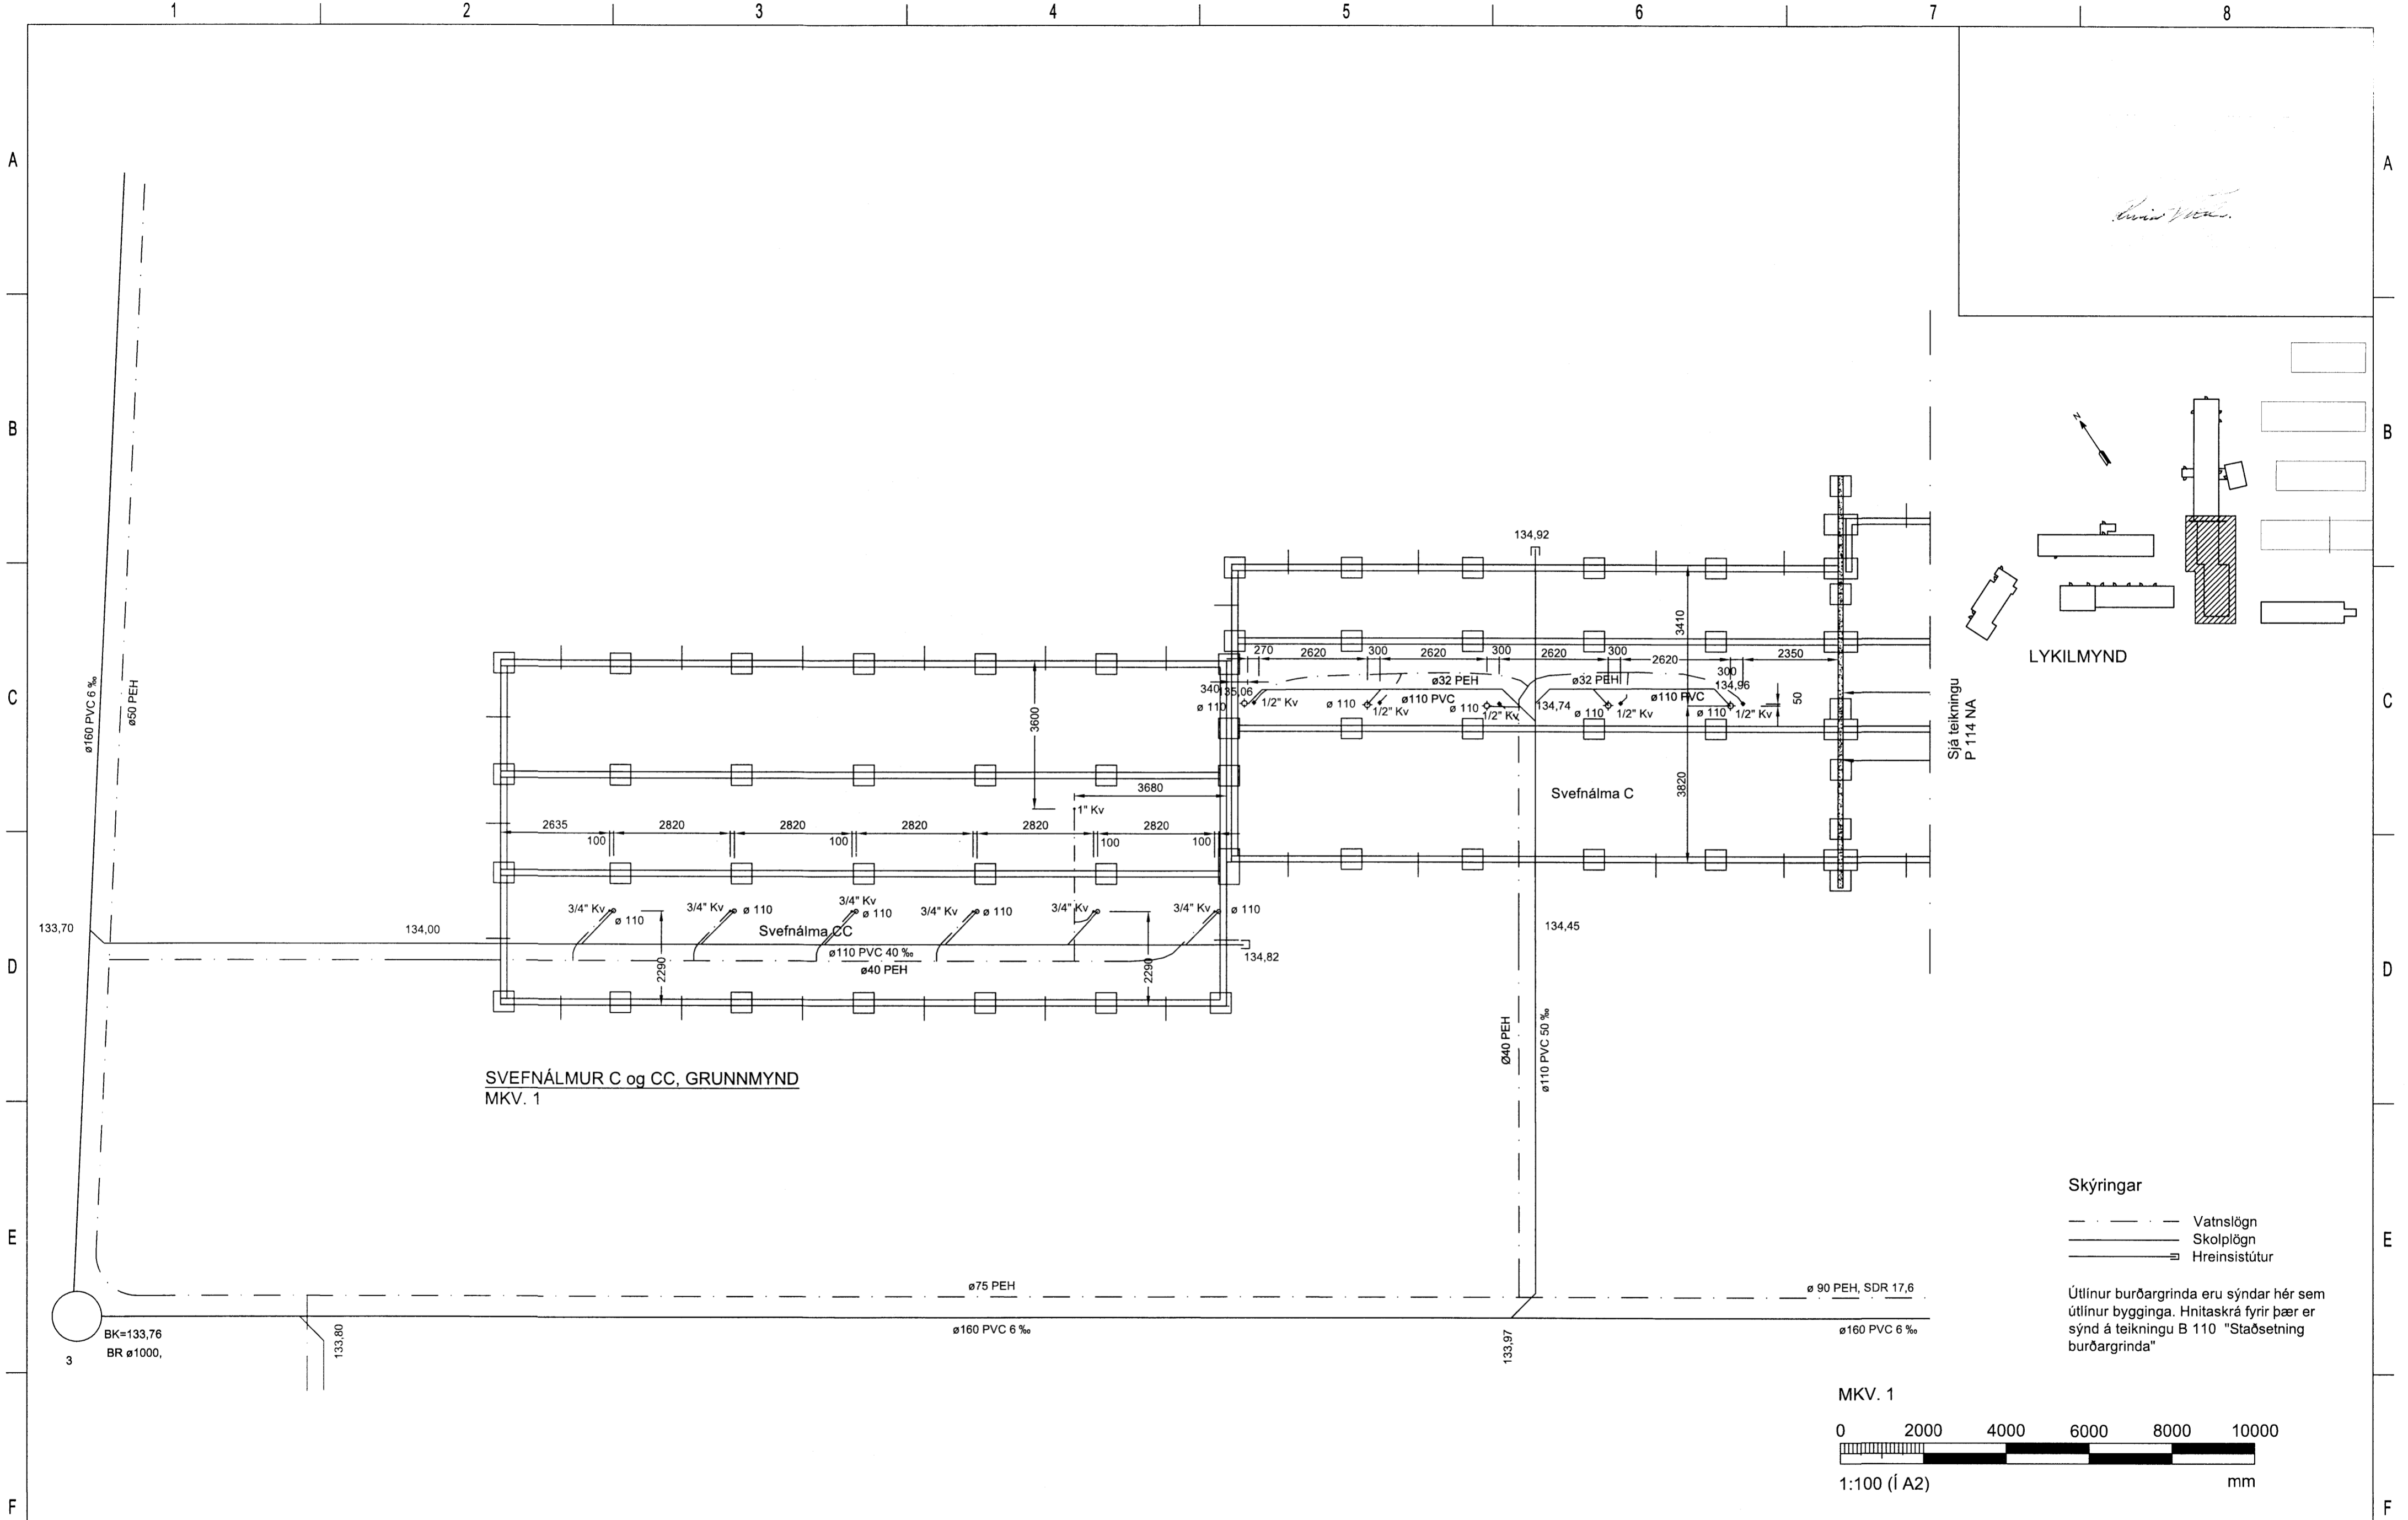 1 2 3 4 5 6 7 8
A A
B B
C C
D D
E E
F F
N
LYKILMYND
134,92
3410
270 2620 300 2620 300 2620 300 2620 300 2350
340 135,06 ø32 PEH ø32 PEH 134,96
ø110 PVC ø110 PVC 50
ø 110 1/2" Kv ø 110 1/2" Kv ø 110 1/2" Kv 134,74 ø 110 1/2" Kv ø 110 1/2" Kv
Sjá teikningu
P 114 NA
ø160 PVC 6 ‰
ø50 PEH
3600
3680
1" Kv
Svefnálma C
3820
2635 2820 2820 2820 2820 2820
100 100 100 100
3/4" Kv 3/4" Kv 3/4" Kv 3/4" Kv 3/4" Kv 3/4" Kv
ø 110 ø 110 ø 110 ø 110 ø 110
133,70 134,00 Svefnálma CC 134,45
ø110 PVC 40 ‰ 134,82
ø40 PEH
2290 2290
Ø40 PEH
ø110 PVC 50 ‰
SVEFNÁLMUR C og CC, GRUNNMYND
MKV. 1
ø75 PEH ø 90 PEH, SDR 17,6
ø160 PVC 6 ‰ ø160 PVC 6 ‰
BK=133,76
BR ø1000,
3
133,80
133,97
Skýringar
Vatnslögn
Skolplögn
Hreinsistútur
Útlínur burðargrinda eru sýndar hér sem
útlínur bygginga. Hnitaskrá fyrir þær er
sýnd á teikningu B 110 "Staðsetning
burðargrinda"
MKV. 1
0 2000 4000 6000 8000 10000
1:100 (Í A2) mm